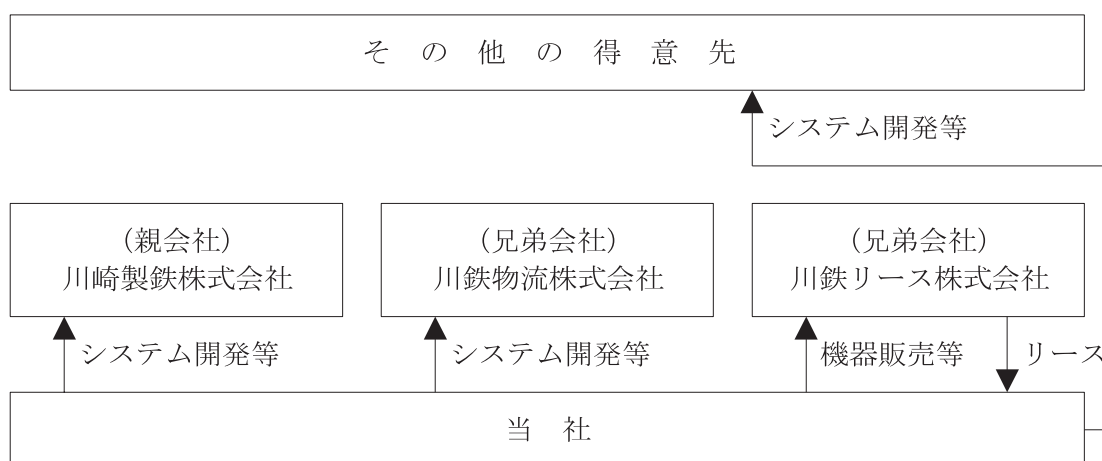 その他の得意先
システム開発等
（親会社）
川崎製鉄株式会社
（兄弟会社）
川鉄物流株式会社
（兄弟会社）
川鉄リース株式会社
システム開発等
システム開発等
機器販売等
リース
当社